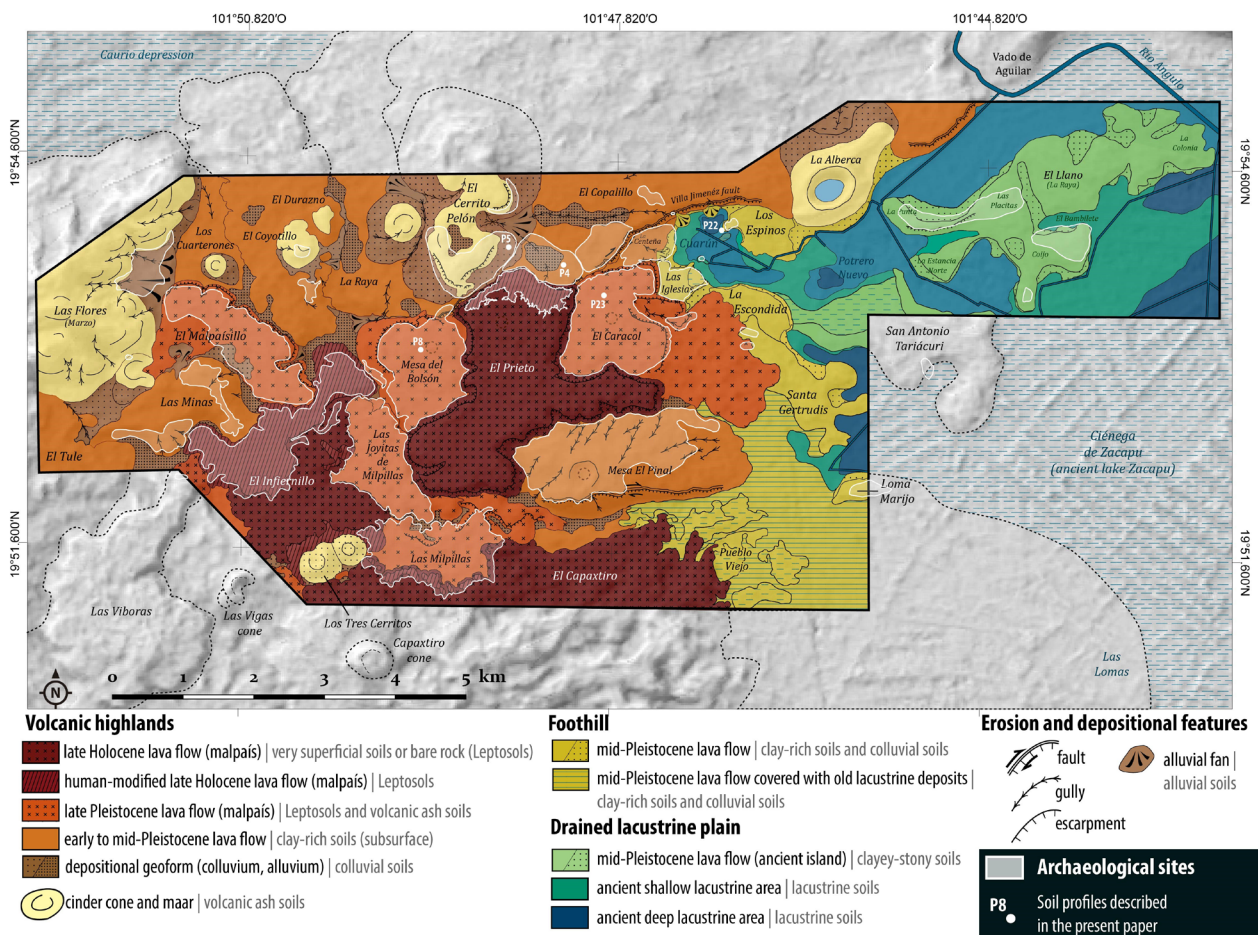 101°50.820'O
101°47.820'O
101°44.820'O
Caurio depression
Vado de
Aguilar
Río Angulo
19°54.600'N
19°54.600'N
La Alberca
La
Colonia
El Llano
(La Raya)
El
Cerrito
Pelón
El Copalillo
Villa Jiménez fault
El Durazno
Los
Cuarterones
El Coyotillo
Las
Placitas
La Punta
P22
Los
Espinos
El Bambilete
P5
Centena
Cuarún
P4
Coijo
La Estancia
Norte
Potrero
Nuevo
La Raya
Las
Iglesias
P23
La
Escondida
Las Flores
(Marzo)
El Malpaisillo
El Caracol
San Antonio
Tariácuri
P8
Mesa del
Bolsón
El Prieto
Las Minas
Santa
Gertrudis
Las
Joyitas
de
Milpillas
Ciénega
de Zacapu
(ancient lake Zacapu)
El Tule
Mesa El Pinal
El Infiernillo
Loma
Marijo
19°51.600'N
19°51.600'N
Las Milpillas
Pueblo
Viejo
El Capaxtiro
Las Viboras
Las Vigas
cone
Los Tres Cerritos
Capaxtiro
cone
Las
Lomas
N
0 1 2 3 4 5 km
Volcanic highlands
late Holocene lava flow (malpaís) | very superficial soils or bare rock (Leptosols)
human-modified late Holocene lava flow (malpaís) | Leptosols
late Pleistocene lava flow (malpaís) | Leptosols and volcanic ash soils
early to mid-Pleistocene lava flow | clay-rich soils (subsurface)
depositional geoform (colluvium, alluvium) | colluvial soils
cinder cone and maar | volcanic ash soils
Foothill
mid-Pleistocene lava flow | clay-rich soils and colluvial soils
mid-Pleistocene lava flow covered with old lacustrine deposits |
clay-rich soils and colluvial soils
Drained lacustrine plain
mid-Pleistocene lava flow (ancient island) | clayey-stony soils
ancient shallow lacustrine area | lacustrine soils
ancient deep lacustrine area | lacustrine soils
Erosion and depositional features
fault
gully
escarpment
alluvial fan |
alluvial soils
Archaeological sites
P8
Soil profiles described
in the present paper